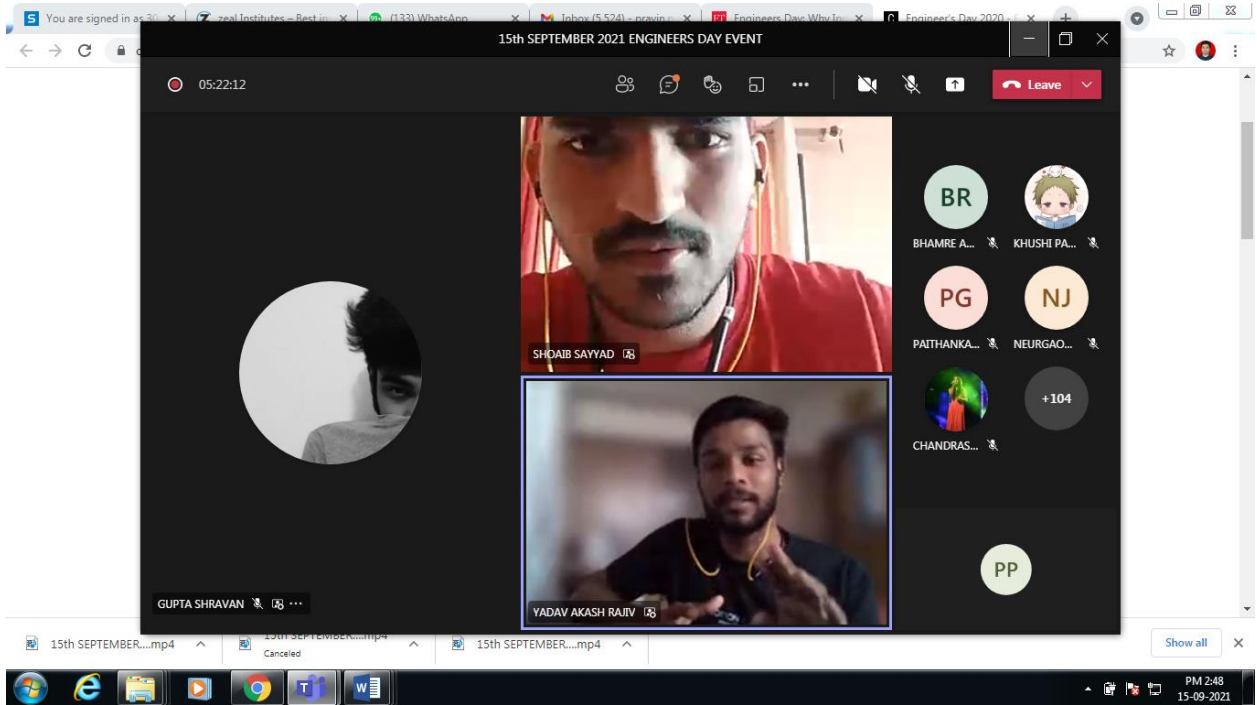 You are signed in as
zeal Institutes – Best in
(133) WhatsApp
Inbox (5,524) – pravin.
Engineers Day: Why In
Engineer's Day 2020 -
15th SEPTEMBER 2021 ENGINEERS DAY EVENT
05:22:12
Leave
BR
BHAMRE A...
KHUSHI PA...
PG
NJ
PAITHANKA...
NEURGAO...
SHOAIB SAYYAD
+104
CHANDRAS...
PP
GUPTA SHRAVAN
YADAV AKASH RAJIV
15th SEPTEMBER....mp4
15th SEPTEMBER....mp4
Canceled
15th SEPTEMBER....mp4
Show all
PM 2:48
15-09-2021